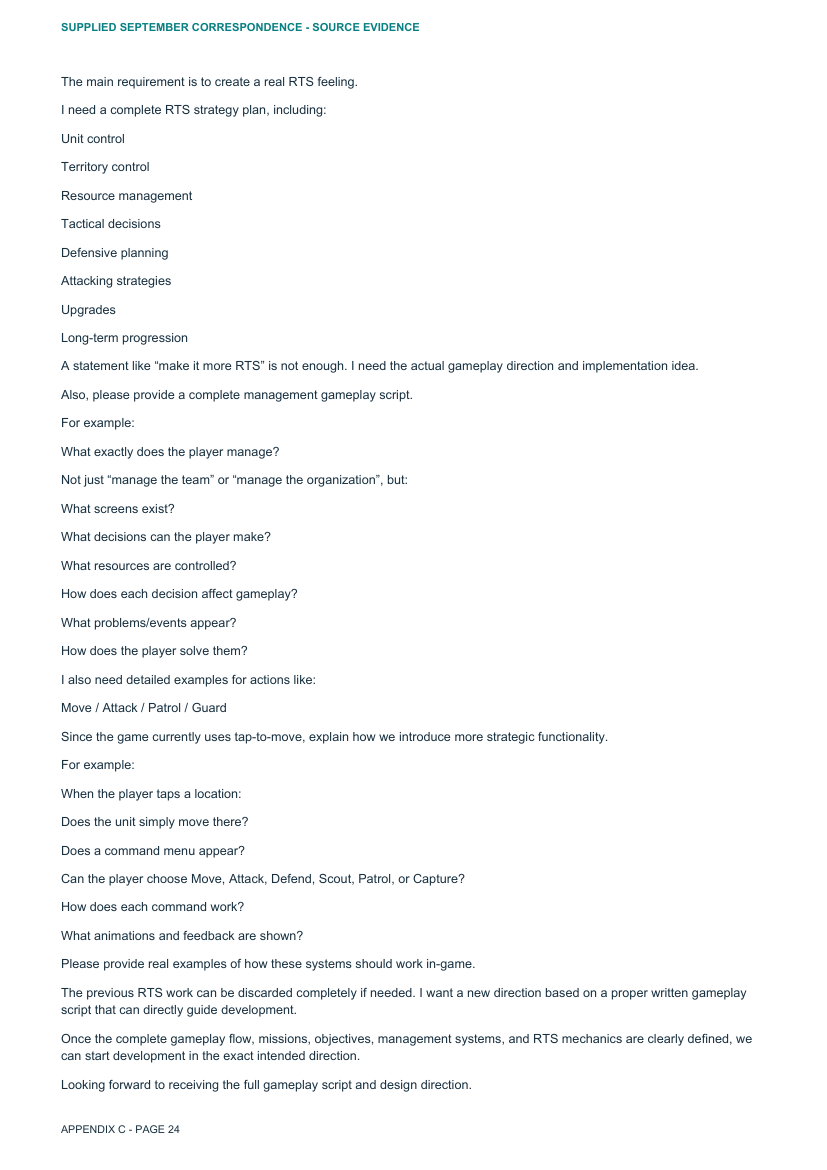 SUPPLIED SEPTEMBER CORRESPONDENCE - SOURCE EVIDENCE
The main requirement is to create a real RTS feeling.
I need a complete RTS strategy plan, including:
Unit control
Territory control
Resource management
Tactical decisions
Defensive planning
Attacking strategies
Upgrades
Long-term progression
A statement like “make it more RTS” is not enough. I need the actual gameplay direction and implementation idea.
Also, please provide a complete management gameplay script.
For example:
What exactly does the player manage?
Not just “manage the team” or “manage the organization”, but:
What screens exist?
What decisions can the player make?
What resources are controlled?
How does each decision affect gameplay?
What problems/events appear?
How does the player solve them?
I also need detailed examples for actions like:
Move / Attack / Patrol / Guard
Since the game currently uses tap-to-move, explain how we introduce more strategic functionality.
For example:
When the player taps a location:
Does the unit simply move there?
Does a command menu appear?
Can the player choose Move, Attack, Defend, Scout, Patrol, or Capture?
How does each command work?
What animations and feedback are shown?
Please provide real examples of how these systems should work in-game.
The previous RTS work can be discarded completely if needed. I want a new direction based on a proper written gameplay
script that can directly guide development.
Once the complete gameplay flow, missions, objectives, management systems, and RTS mechanics are clearly defined, we
can start development in the exact intended direction.
Looking forward to receiving the full gameplay script and design direction.
APPENDIX C - PAGE 24